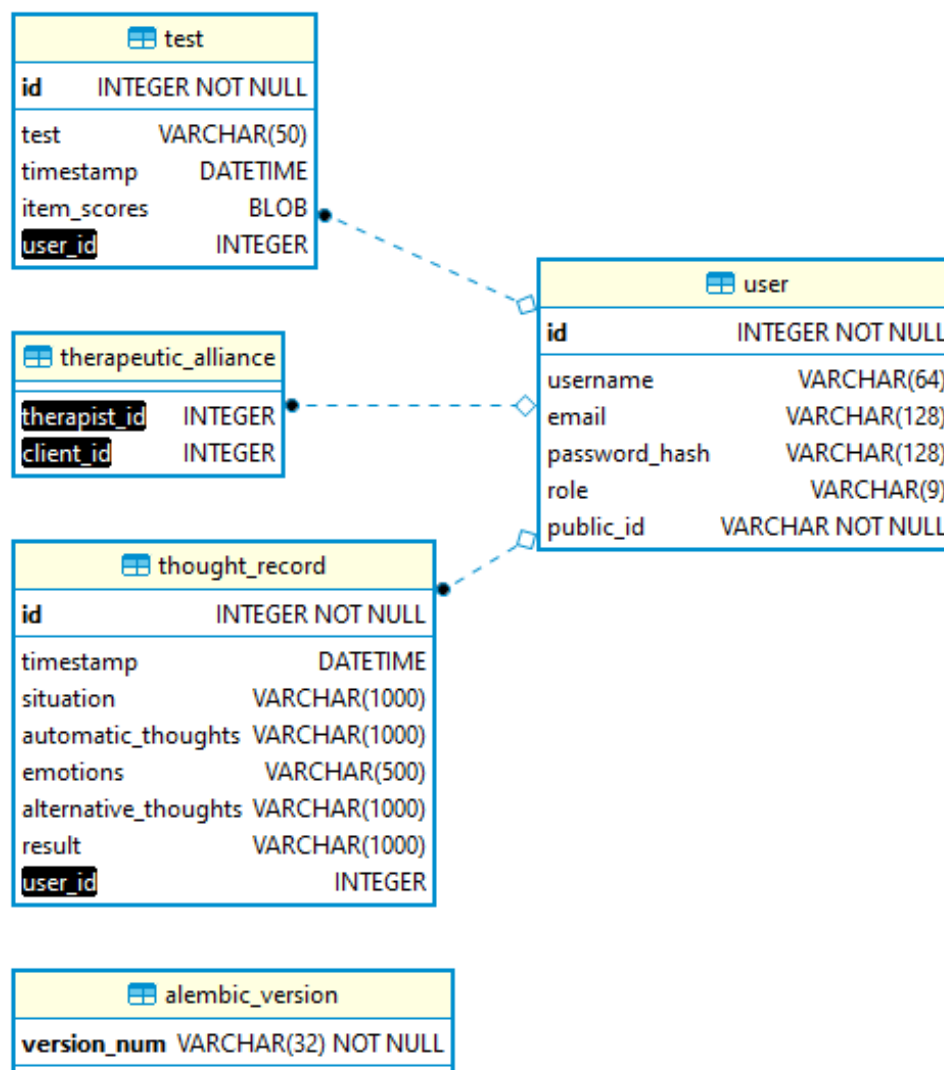 test
id INTEGER NOT NULL
test VARCHAR(50)
timestamp DATETIME
item_scores BLOB
user_id INTEGER
user
id INTEGER NOT NULL
username VARCHAR(64)
email VARCHAR(128)
password_hash VARCHAR(128)
role VARCHAR(9)
public_id VARCHAR NOT NULL
therapeutic_alliance
therapist_id INTEGER
client_id INTEGER
thought_record
id INTEGER NOT NULL
timestamp DATETIME
situation VARCHAR(1000)
automatic_thoughts VARCHAR(1000)
emotions VARCHAR(500)
alternative_thoughts VARCHAR(1000)
result VARCHAR(1000)
user_id INTEGER
alembic_version
version_num VARCHAR(32) NOT NULL